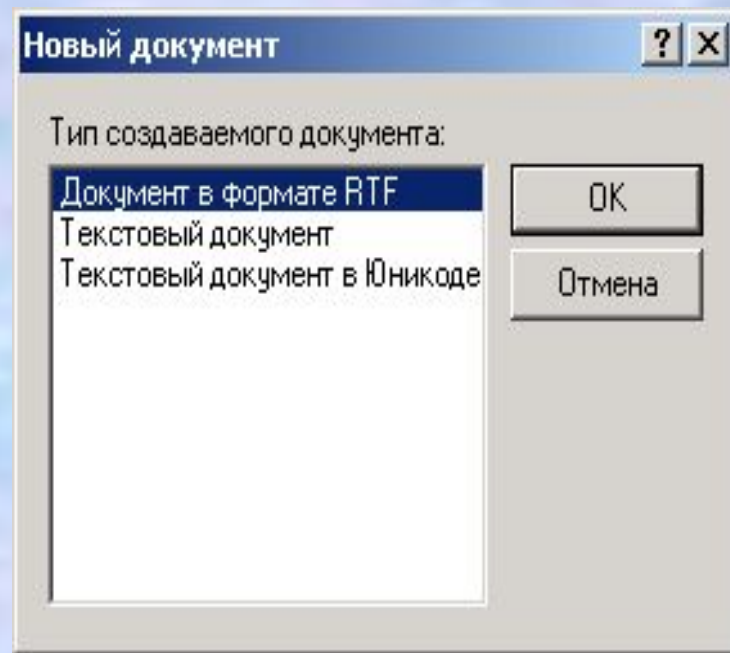 Новый документ
Тип создаваемого документа:
Документ в формате RTF
Текстовый документ
Текстовый документ в Юникоде
OK
Отмена